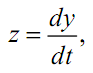 z = dy/dt,